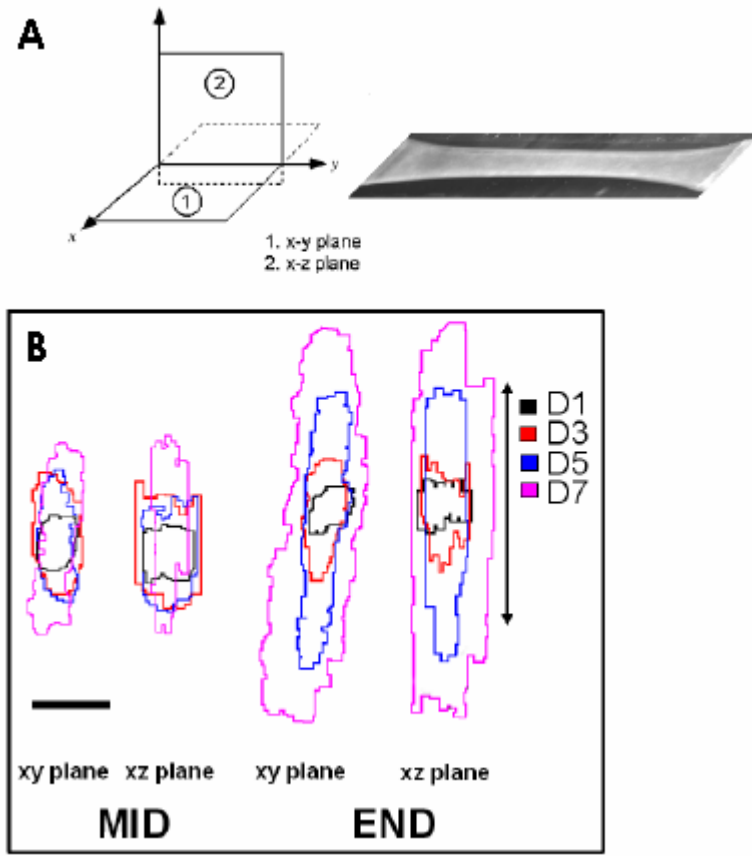 A
2
y
1
x
1. x-y plane
2. x-z plane
B
D1
D3
D5
D7
xy plane xz plane xy plane xz plane
MID END